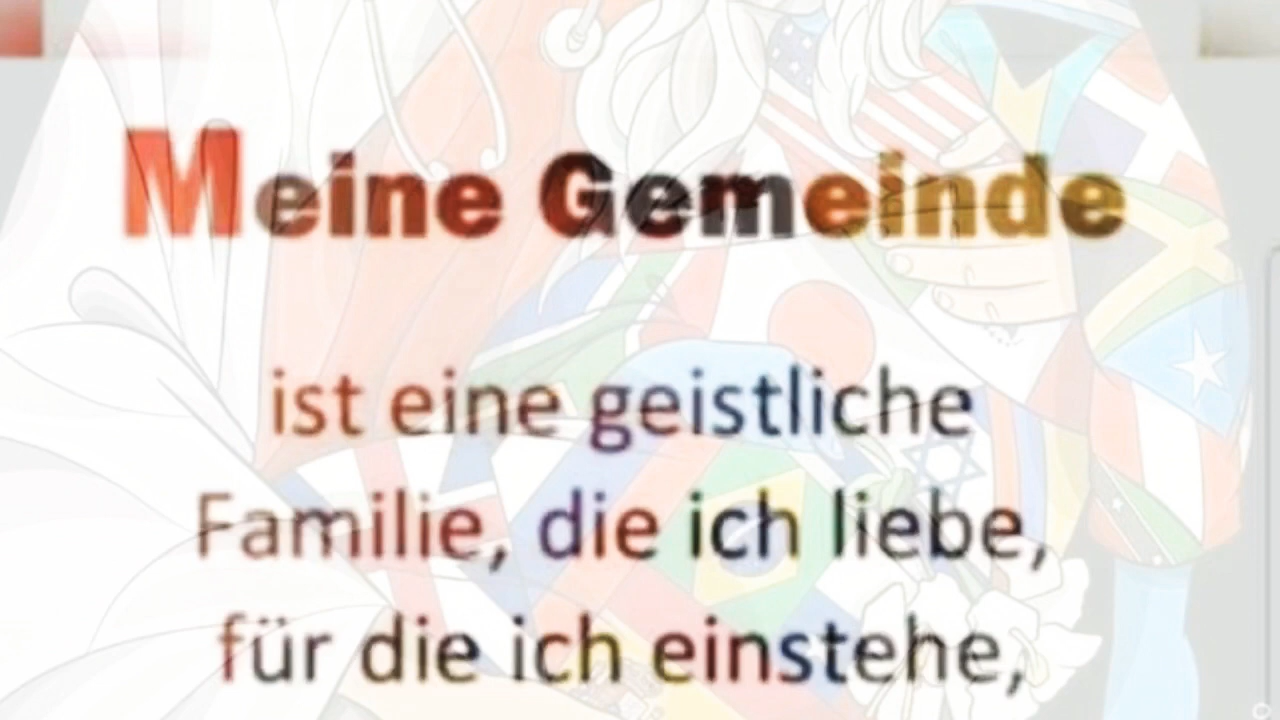 Meine Gemeinde
ist eine geistliche
Familie, die ich liebe,
für die ich einstehe,